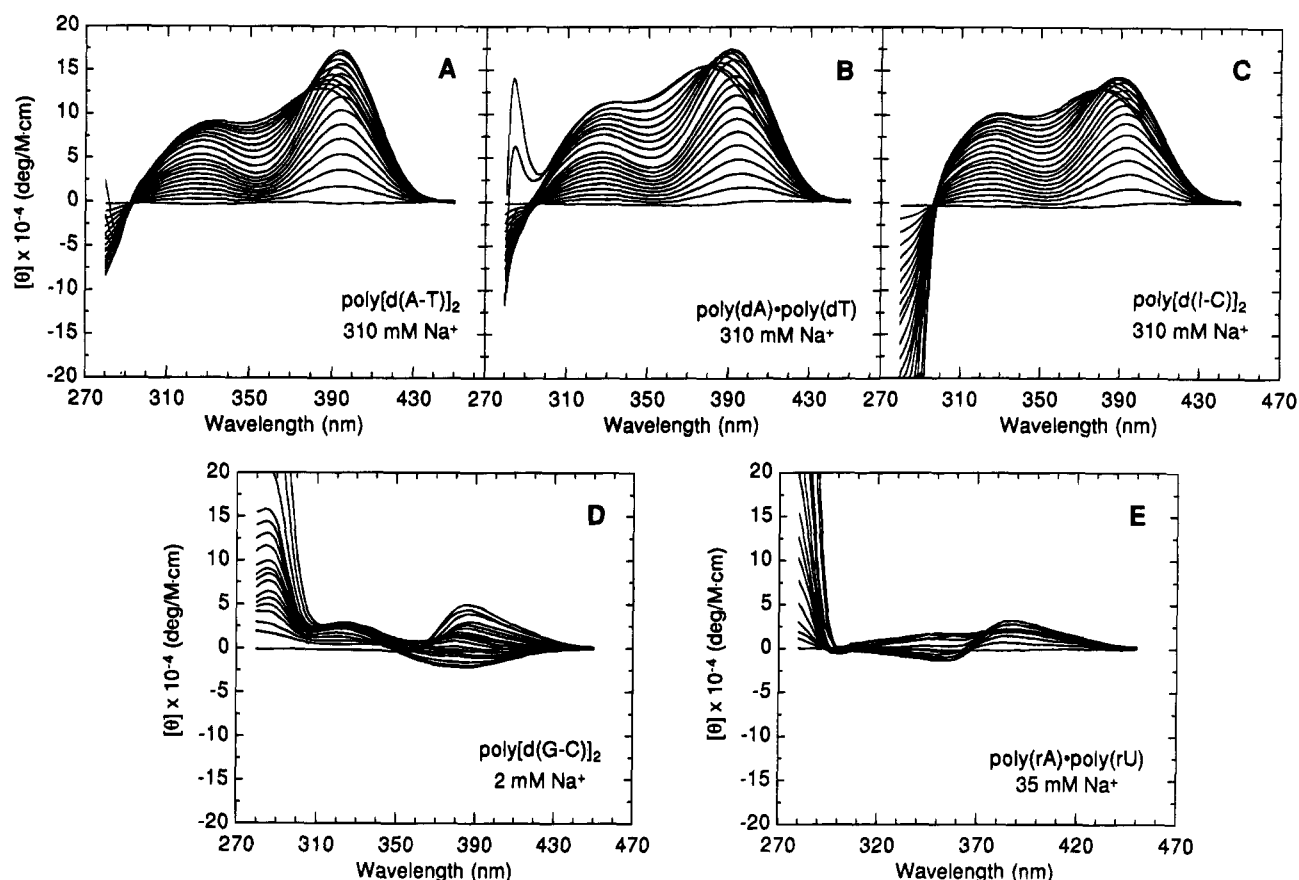 20
15
10
5
0
-5
-10
-15
-20
[θ] x 10⁻⁴ (deg/M·cm)
A
poly[d(A-T)]₂
310 mM Na⁺
B
poly(dA)•poly(dT)
310 mM Na⁺
C
poly[d(I-C)]₂
310 mM Na⁺
270 310 350 390 430 270 310 350 390 430 270 310 350 390 430 470
Wavelength (nm) Wavelength (nm) Wavelength (nm)
20
15
10
5
0
-5
-10
-15
-20
[θ] x 10⁻⁴ (deg/M·cm)
D
poly[d(G-C)]₂
2 mM Na⁺
270 310 350 390 430 470
Wavelength (nm)
20
15
10
5
0
-5
-10
-15
-20
[θ] x 10⁻⁴ (deg/M·cm)
E
poly(rA)•poly(rU)
35 mM Na⁺
270 320 370 420 470
Wavelength (nm)